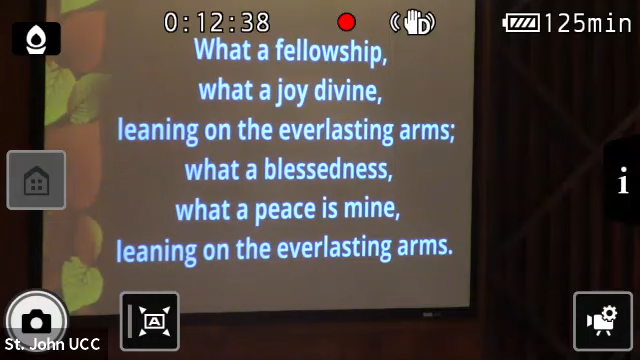 0:12:38
125min
What a fellowship,
what a joy divine,
leaning on the everlasting arms;
what a blessedness,
what a peace is mine,
leaning on the everlasting arms.
i
A
St. John UCC